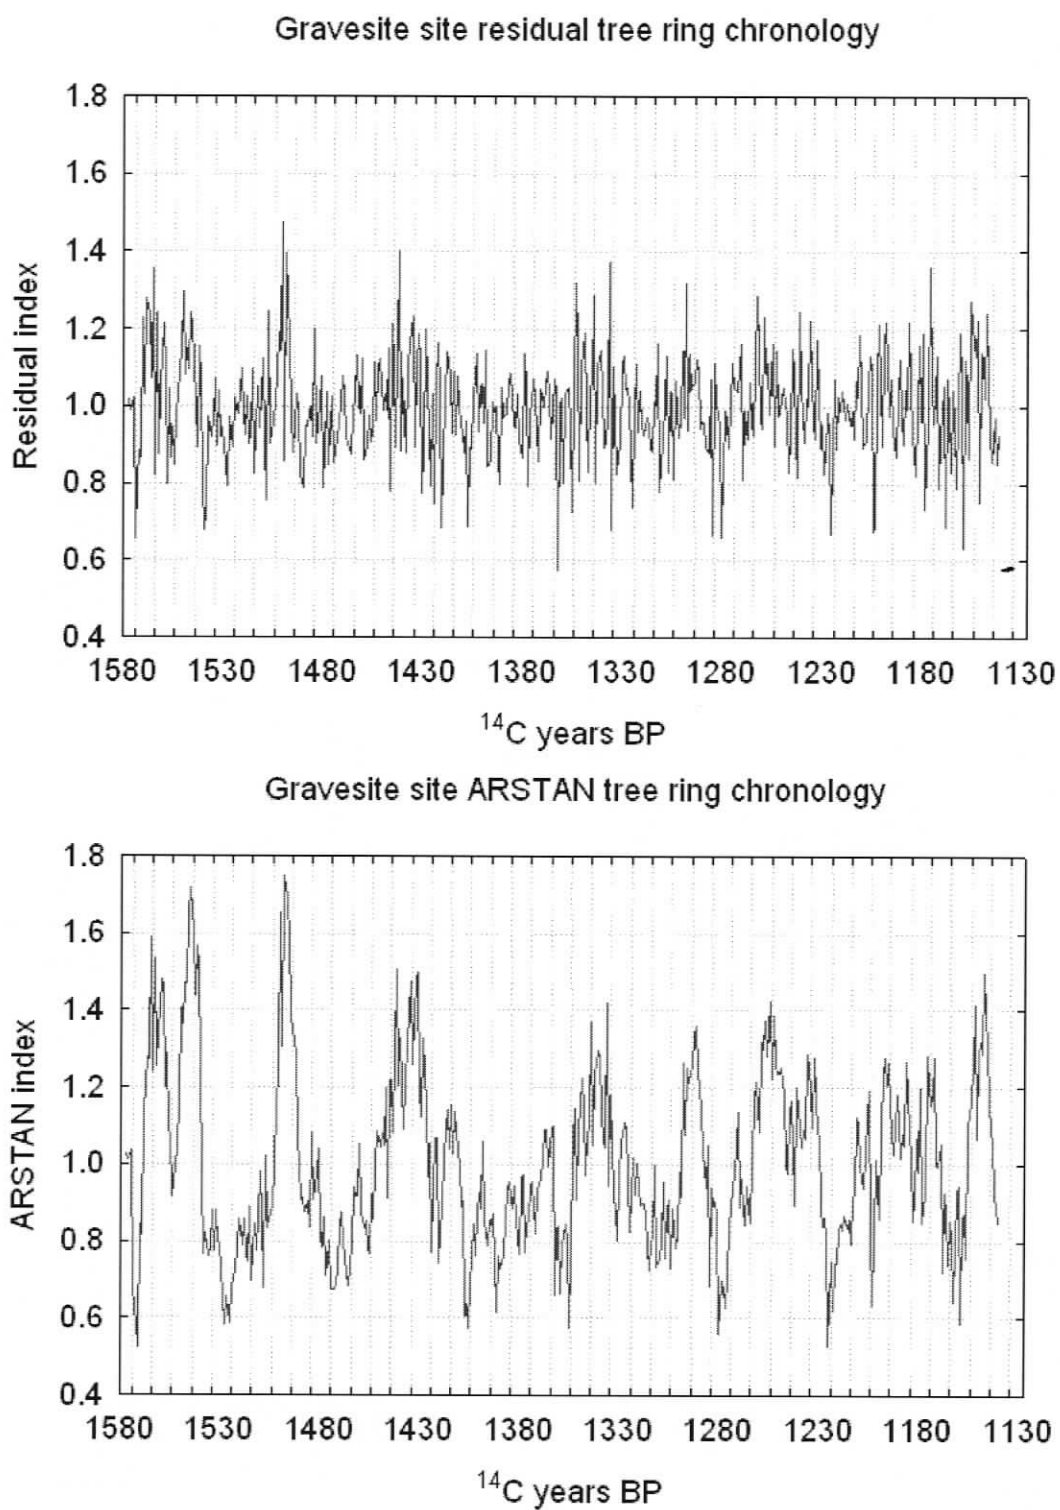 Gravesite site residual tree ring chronology
1.8
1.6
1.4
1.2
1.0
0.8
0.6
0.4
Residual index
1580 1530 1480 1430 1380 1330 1280 1230 1180 1130
¹⁴C years BP
Gravesite site ARSTAN tree ring chronology
1.8
1.6
1.4
1.2
1.0
0.8
0.6
0.4
ARSTAN index
1580 1530 1480 1430 1380 1330 1280 1230 1180 1130
¹⁴C years BP